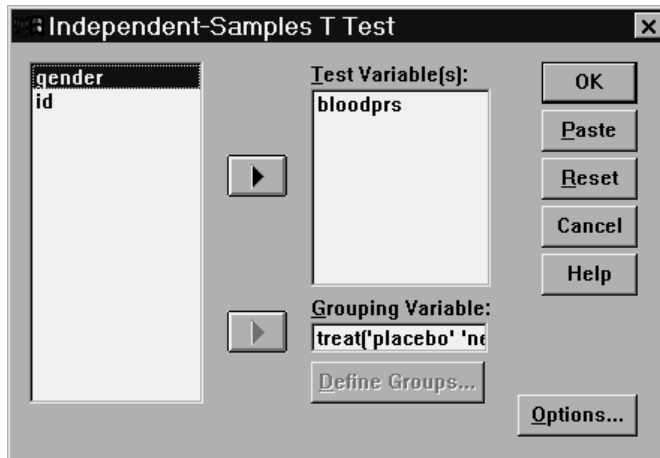 Independent-Samples T Test
gender
id
Test Variable(s):
bloodprs
Grouping Variable:
treat('placebo' 'ne
Define Groups...
OK
Paste
Reset
Cancel
Help
Options...